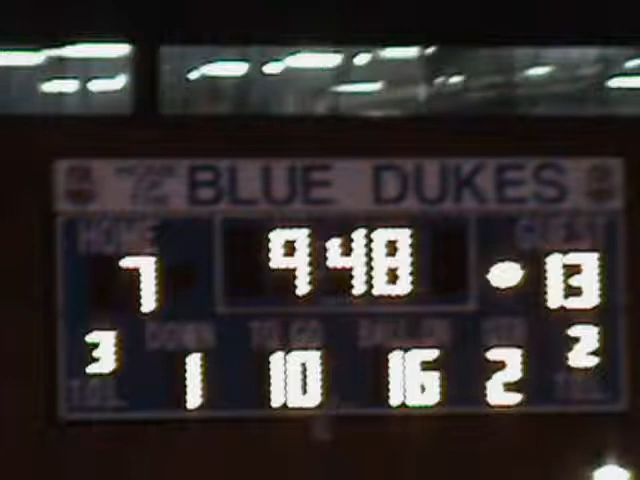 BLUE DUKES
HOME 9 48 GUEST
7 13
3 DOWN TO GO BALL ON 2
1 10 16 2
T.O.L. T.O.L.